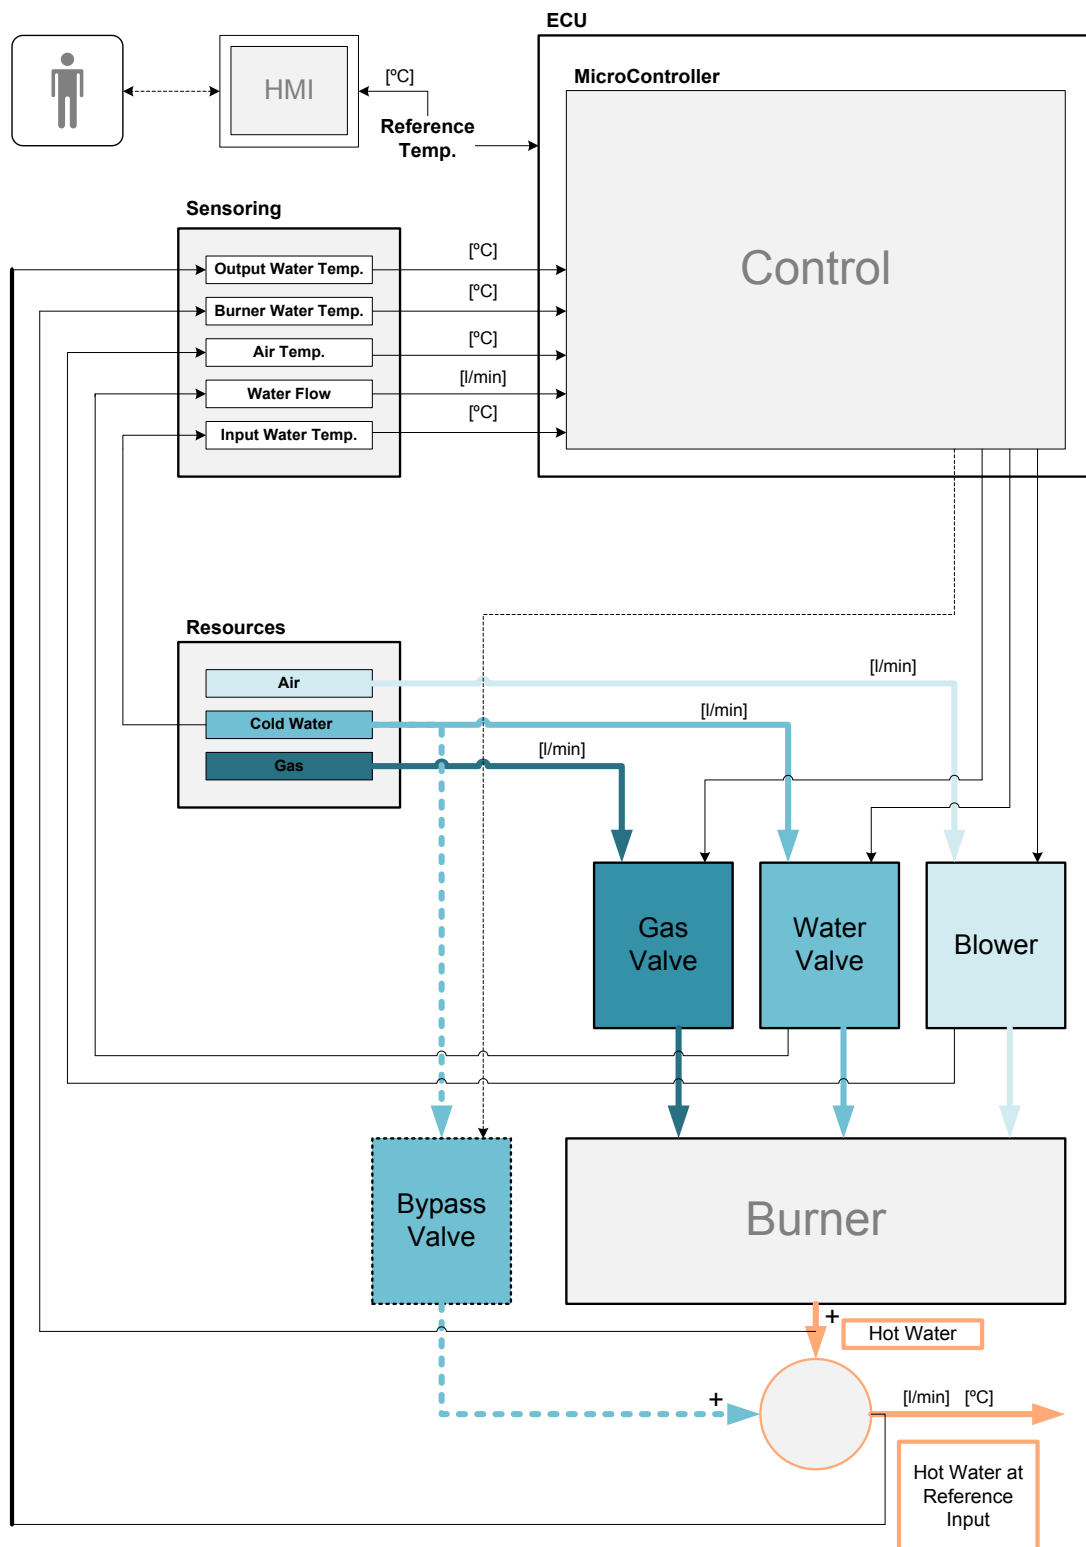 ECU
HMI
[ºC]
Reference
Temp.
MicroController
Control
Sensoring
Output Water Temp.
[ºC]
Burner Water Temp.
[ºC]
Air Temp.
[ºC]
Water Flow
[l/min]
Input Water Temp.
[ºC]
Resources
Air
[l/min]
Cold Water
[l/min]
Gas
[l/min]
Gas
Valve
Water
Valve
Blower
Bypass
Valve
Burner
+
Hot Water
+
[l/min]
[ºC]
Hot Water at
Reference
Input